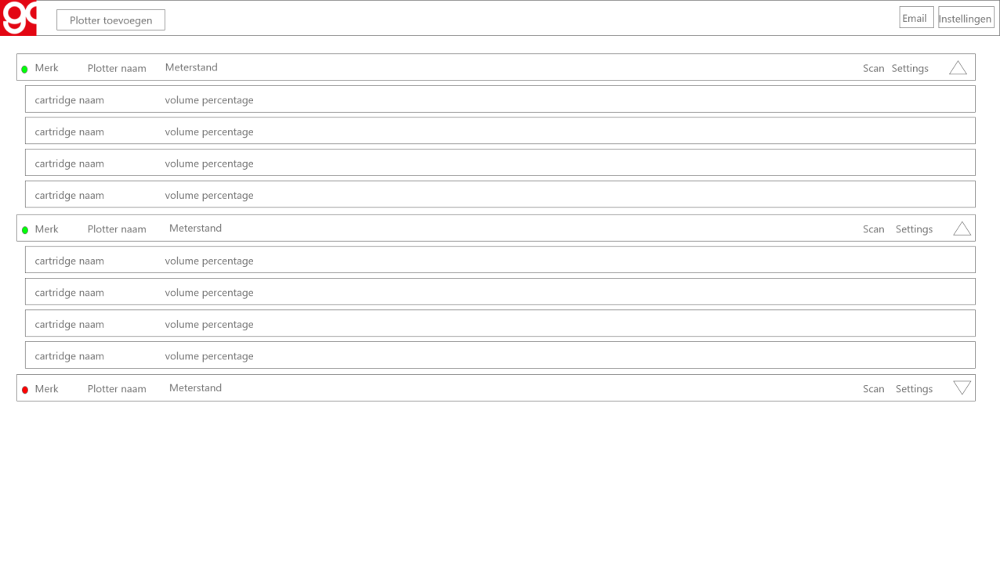 go
Plotter toevoegen Email Instellingen
Merk Plotter naam Meterstand Scan Settings
cartridge naam volume percentage
cartridge naam volume percentage
cartridge naam volume percentage
cartridge naam volume percentage
Merk Plotter naam Meterstand Scan Settings
cartridge naam volume percentage
cartridge naam volume percentage
cartridge naam volume percentage
cartridge naam volume percentage
Merk Plotter naam Meterstand Scan Settings